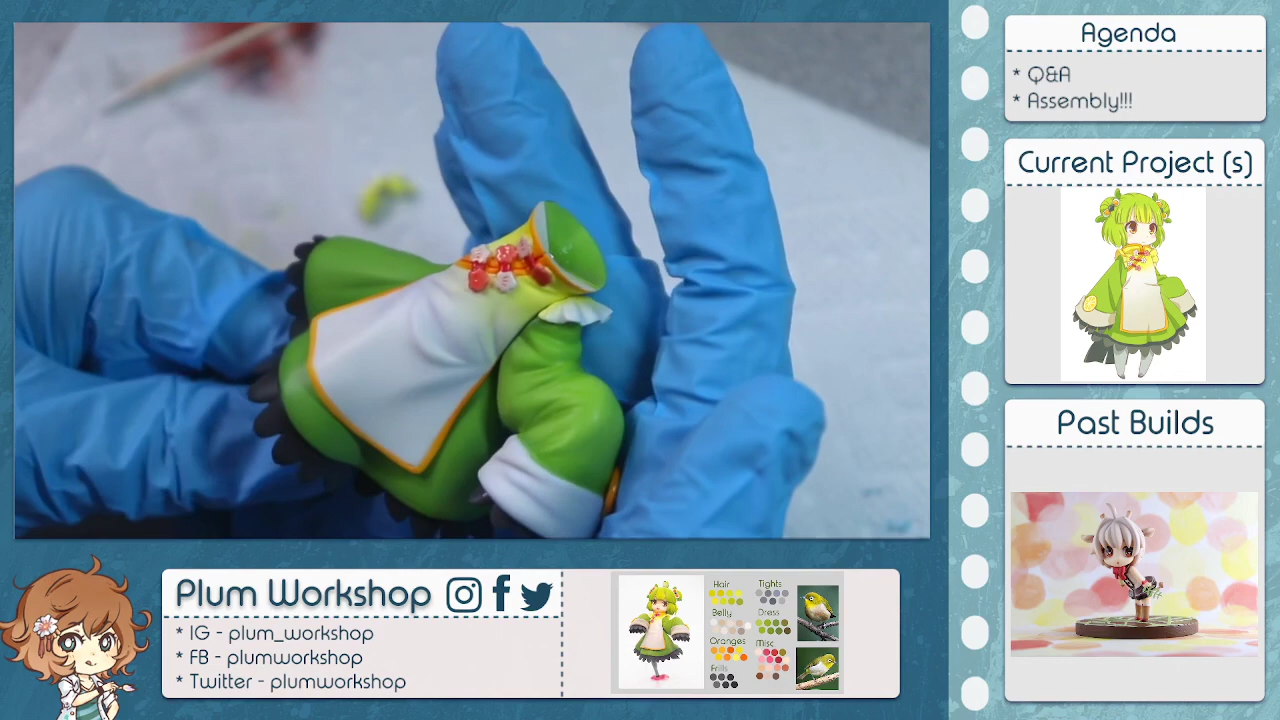 Agenda
* Q&A
* Assembly!!!
Current Project (s)
Past Builds
Plum Workshop
* IG - plum_workshop
* FB - plumworkshop
* Twitter - plumworkshop
Hair
Tights
Belly
Dress
Oranges
Misc
Frills